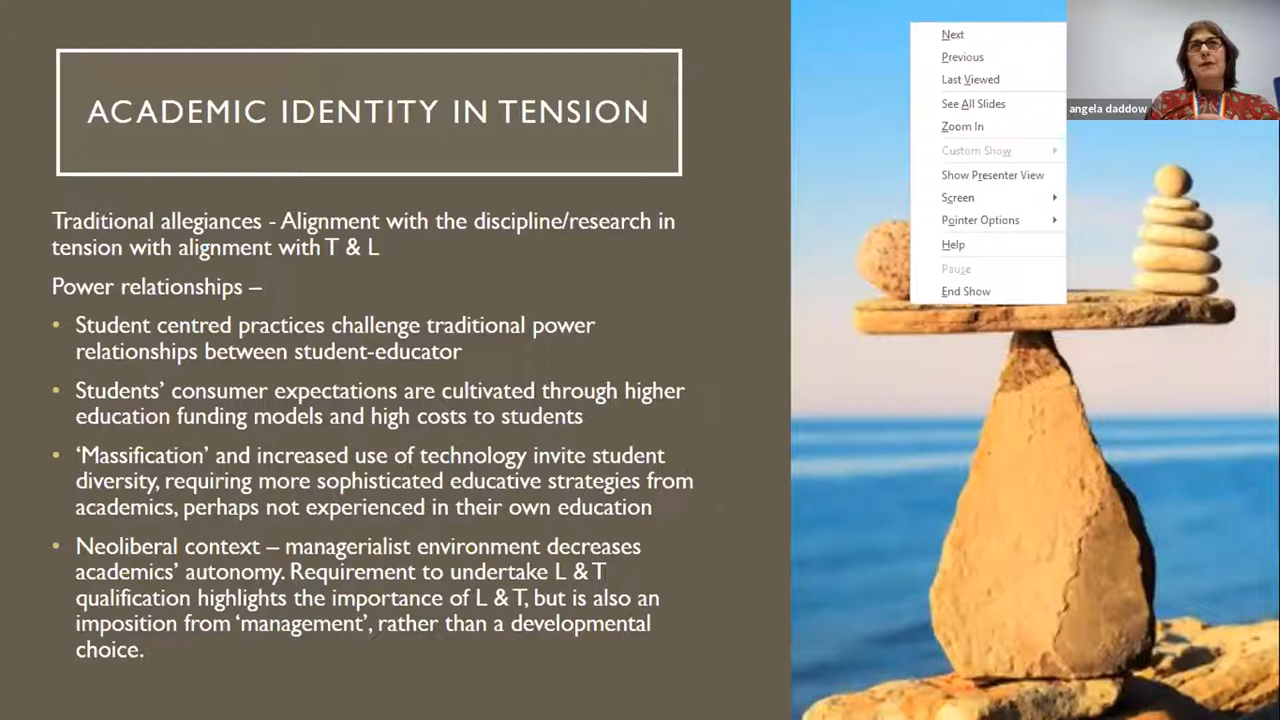 ACADEMIC IDENTITY IN TENSION
Traditional allegiances - Alignment with the discipline/research in
tension with alignment with T & L
Power relationships –
• Student centred practices challenge traditional power
relationships between student-educator
• Students’ consumer expectations are cultivated through higher
education funding models and high costs to students
• ‘Massification’ and increased use of technology invite student
diversity, requiring more sophisticated educative strategies from
academics, perhaps not experienced in their own education
• Neoliberal context – managerialist environment decreases
academics’ autonomy. Requirement to undertake L & T
qualification highlights the importance of L & T, but is also an
imposition from ‘management’, rather than a developmental
choice.
Next
Previous
Last Viewed
See All Slides
Zoom In
Custom Show
Show Presenter View
Screen
Pointer Options
Help
Pause
End Show
angela daddow